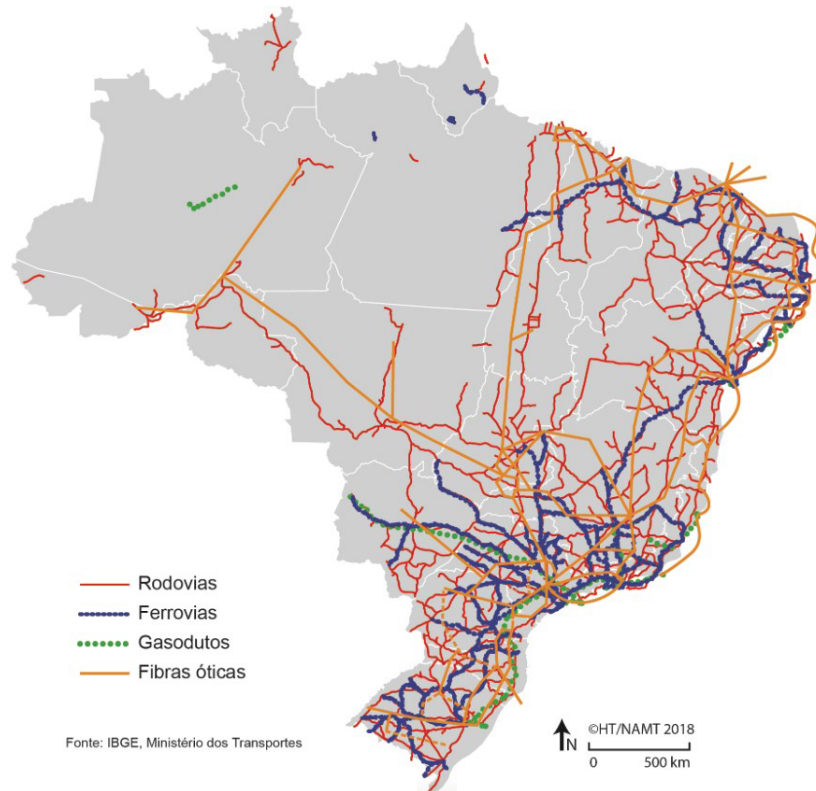 Rodovias
Ferrovias
Gasodutos
Fibras óticas
Fonte: IBGE, Ministério dos Transportes
N
©HT/NAMT 2018
0 500 km